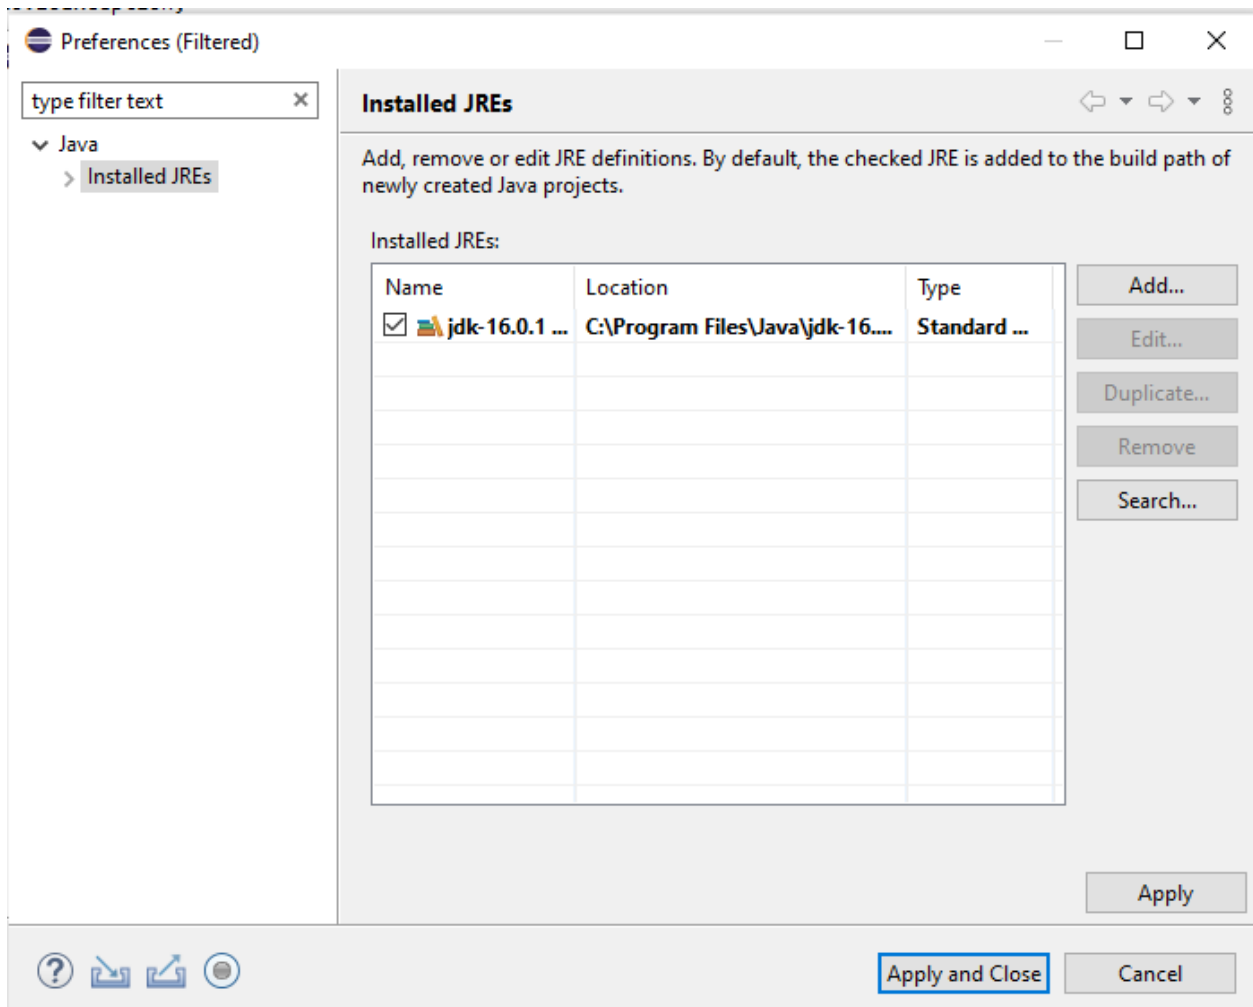 Preferences (Filtered)
type filter text
Java
Installed JREs
Installed JREs
Add, remove or edit JRE definitions. By default, the checked JRE is added to the build path of
newly created Java projects.
Installed JREs:
Name Location Type
jdk-16.0.1 ... C:\Program Files\Java\jdk-16.... Standard ...
Add...
Edit...
Duplicate...
Remove
Search...
Apply
Apply and Close Cancel